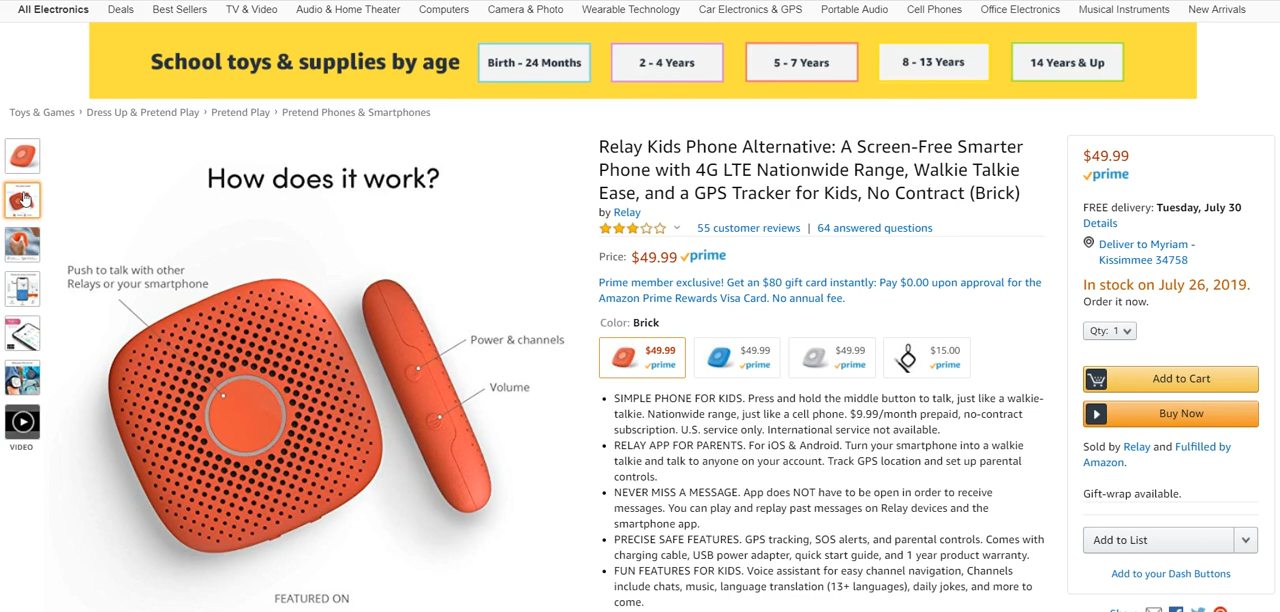 All Electronics Deals Best Sellers TV & Video Audio & Home Theater Computers Camera & Photo Wearable Technology Car Electronics & GPS Portable Audio Cell Phones Office Electronics Musical Instruments New Arrivals
School toys & supplies by age
Birth - 24 Months
2 - 4 Years
5 - 7 Years
8 - 13 Years
14 Years & Up
Toys & Games › Dress Up & Pretend Play › Pretend Play › Pretend Phones & Smartphones
VIDEO
How does it work?
Push to talk with other
Relays or your smartphone
Power & channels
Volume
FEATURED ON
Relay Kids Phone Alternative: A Screen-Free Smarter
Phone with 4G LTE Nationwide Range, Walkie Talkie
Ease, and a GPS Tracker for Kids, No Contract (Brick)
by Relay
55 customer reviews | 64 answered questions
Price: $49.99 prime
Prime member exclusive! Get an $80 gift card instantly: Pay $0.00 upon approval for the
Amazon Prime Rewards Visa Card. No annual fee.
Color: Brick
$49.99
prime
$49.99
prime
$49.99
prime
$15.00
prime
• SIMPLE PHONE FOR KIDS. Press and hold the middle button to talk, just like a walkie-
talkie. Nationwide range, just like a cell phone. $9.99/month prepaid, no-contract
subscription. U.S. service only. International service not available.
• RELAY APP FOR PARENTS. For iOS & Android. Turn your smartphone into a walkie
talkie and talk to anyone on your account. Track GPS location and set up parental
controls.
• NEVER MISS A MESSAGE. App does NOT have to be open in order to receive
messages. You can play and replay past messages on Relay devices and the
smartphone app.
• PRECISE SAFE FEATURES. GPS tracking, SOS alerts, and parental controls. Comes with
charging cable, USB power adapter, quick start guide, and 1 year product warranty.
• FUN FEATURES FOR KIDS. Voice assistant for easy channel navigation, Channels
include chats, music, language translation (13+ languages), daily jokes, and more to
come.
$49.99
prime
FREE delivery: Tuesday, July 30
Details
Deliver to Myriam -
Kissimmee 34758
In stock on July 26, 2019.
Order it now.
Qty: 1
Add to Cart
Buy Now
Sold by Relay and Fulfilled by
Amazon.
Gift-wrap available.
Add to List
Add to your Dash Buttons